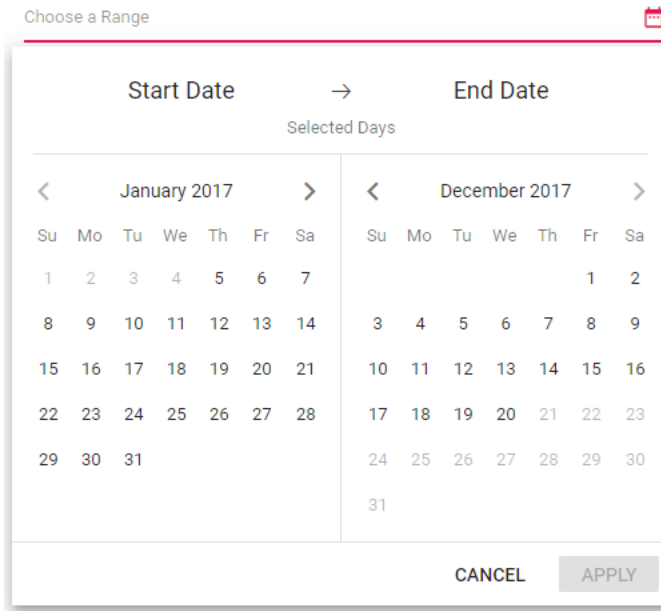 Choose a Range
Start Date → End Date
Selected Days
January 2017
Su Mo Tu We Th Fr Sa
1 2 3 4 5 6 7
8 9 10 11 12 13 14
15 16 17 18 19 20 21
22 23 24 25 26 27 28
29 30 31
December 2017
Su Mo Tu We Th Fr Sa
1 2
3 4 5 6 7 8 9
10 11 12 13 14 15 16
17 18 19 20 21 22 23
24 25 26 27 28 29 30
31
CANCEL APPLY